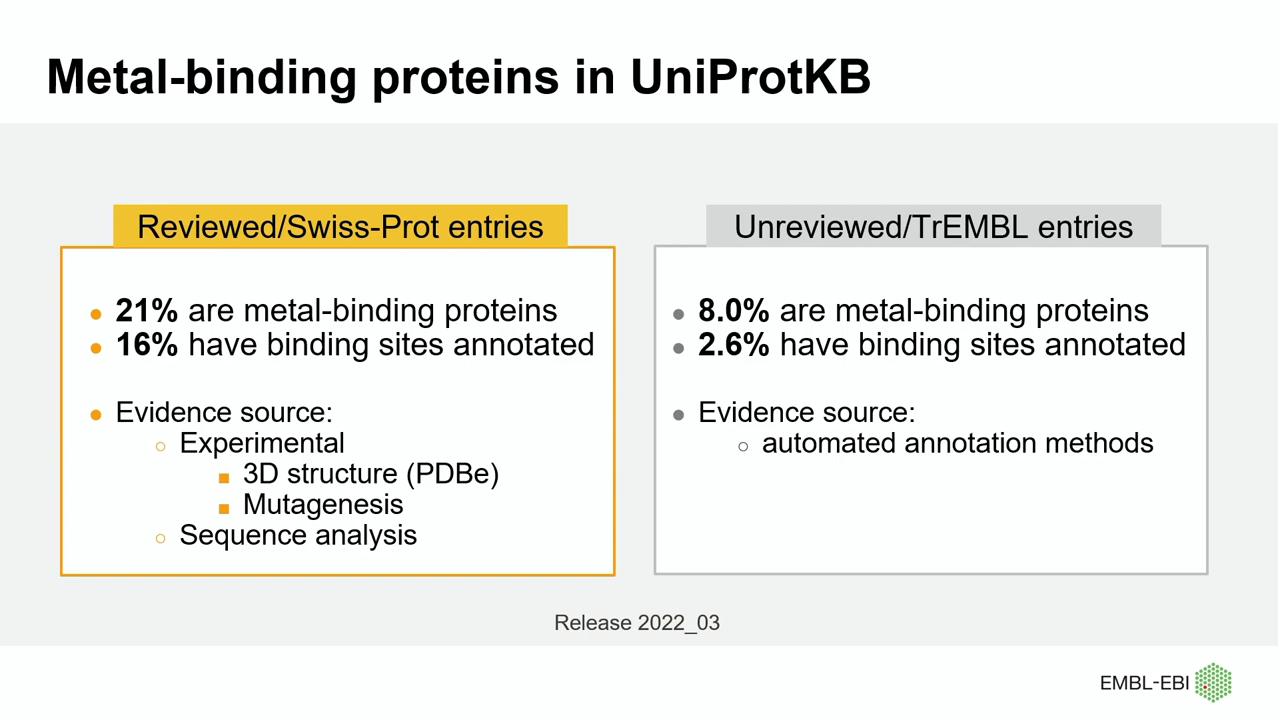 Metal-binding proteins in UniProtKB
Reviewed/Swiss-Prot entries
21% are metal-binding proteins
16% have binding sites annotated
Evidence source:
Experimental
3D structure (PDBe)
Mutagenesis
Sequence analysis
Unreviewed/TrEMBL entries
8.0% are metal-binding proteins
2.6% have binding sites annotated
Evidence source:
automated annotation methods
Release 2022_03
EMBL-EBI